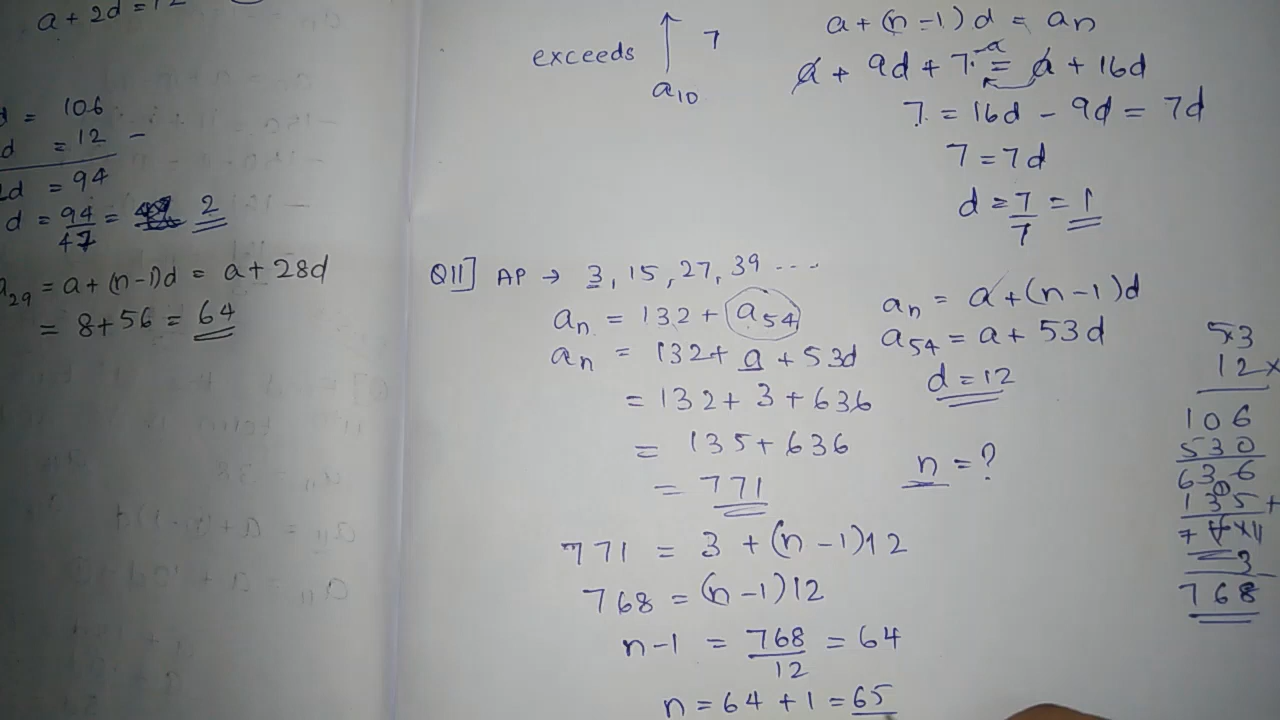 a + 2d = 12
d = 106
d = 12 −
2d = 94
d = 94/47 = 2
a29 = a + (n-1)d = a + 28d
= 8 + 56 = 64
exceeds ↑ 7
a10
a + (n-1)d = an
a + 9d + 7 = a + 16d
7 = 16d - 9d = 7d
7 = 7d
d = 7/7 = 1
Q11] AP → 3, 15, 27, 39 ....
an = 132 + a54
an = 132 + a + 53d
= 132 + 3 + 636
= 135 + 636
= 771
an = a + (n-1)d
a54 = a + 53d
d = 12
n = ?
771 = 3 + (n-1)12
768 = (n-1)12
n-1 = 768/12 = 64
n = 64 + 1 = 65
53
12 ×
106
530
636
135 +
3 −
768